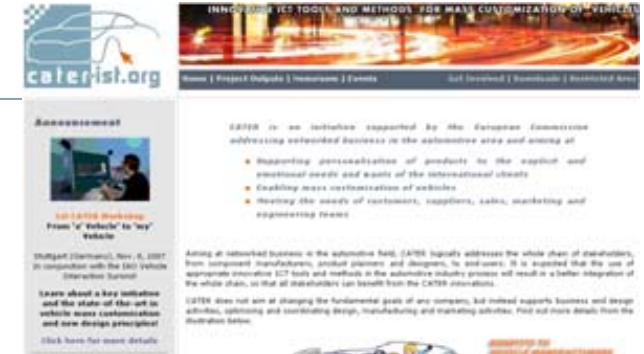 INNOVATIVE ICT TOOLS AND METHODS FOR MASS CUSTOMIZATION OF VEHICLES
cater-ist.org
Home | Project Outputs | Newsroom | Events
Get Involved | Downloads | Restricted Area
Announcement
1st CATER Workshop
From 'a' Vehicle' to 'my'
Vehicle
Stuttgart (Germany), Nov. 2007
in conjunction with the Vehicle
Interaction Summit
Learn about a key initiative
and the state-of-the-art in
vehicle mass customization
and new design principles!
Click here for more details
CATER is an initiative supported by the European Commission
addressing networked business in the automotive area and aiming at
Supporting personalisation of products to the explicit and
emotional needs and wants of the international clients
Enabling mass customization of vehicles
Meeting the needs of customers, suppliers, sales, marketing and
engineering teams
Aiming at networked business in the automotive field, CATER logically addresses the whole chain of stakeholders,
from component manufacturers, product planners and designers, to end-users. It is expected that the use of
appropriate innovative ICT tools and methods in the automotive industry process will result in a better integration of
the whole chain, so that all stakeholders can benefit from the CATER innovations.
CATER does not aim at changing the fundamental goals of any company, but instead supports business and design
activities, optimising and coordinating design, manufacturing and marketing activities. Find out more details from the
illustration below.
BENEFITS TO